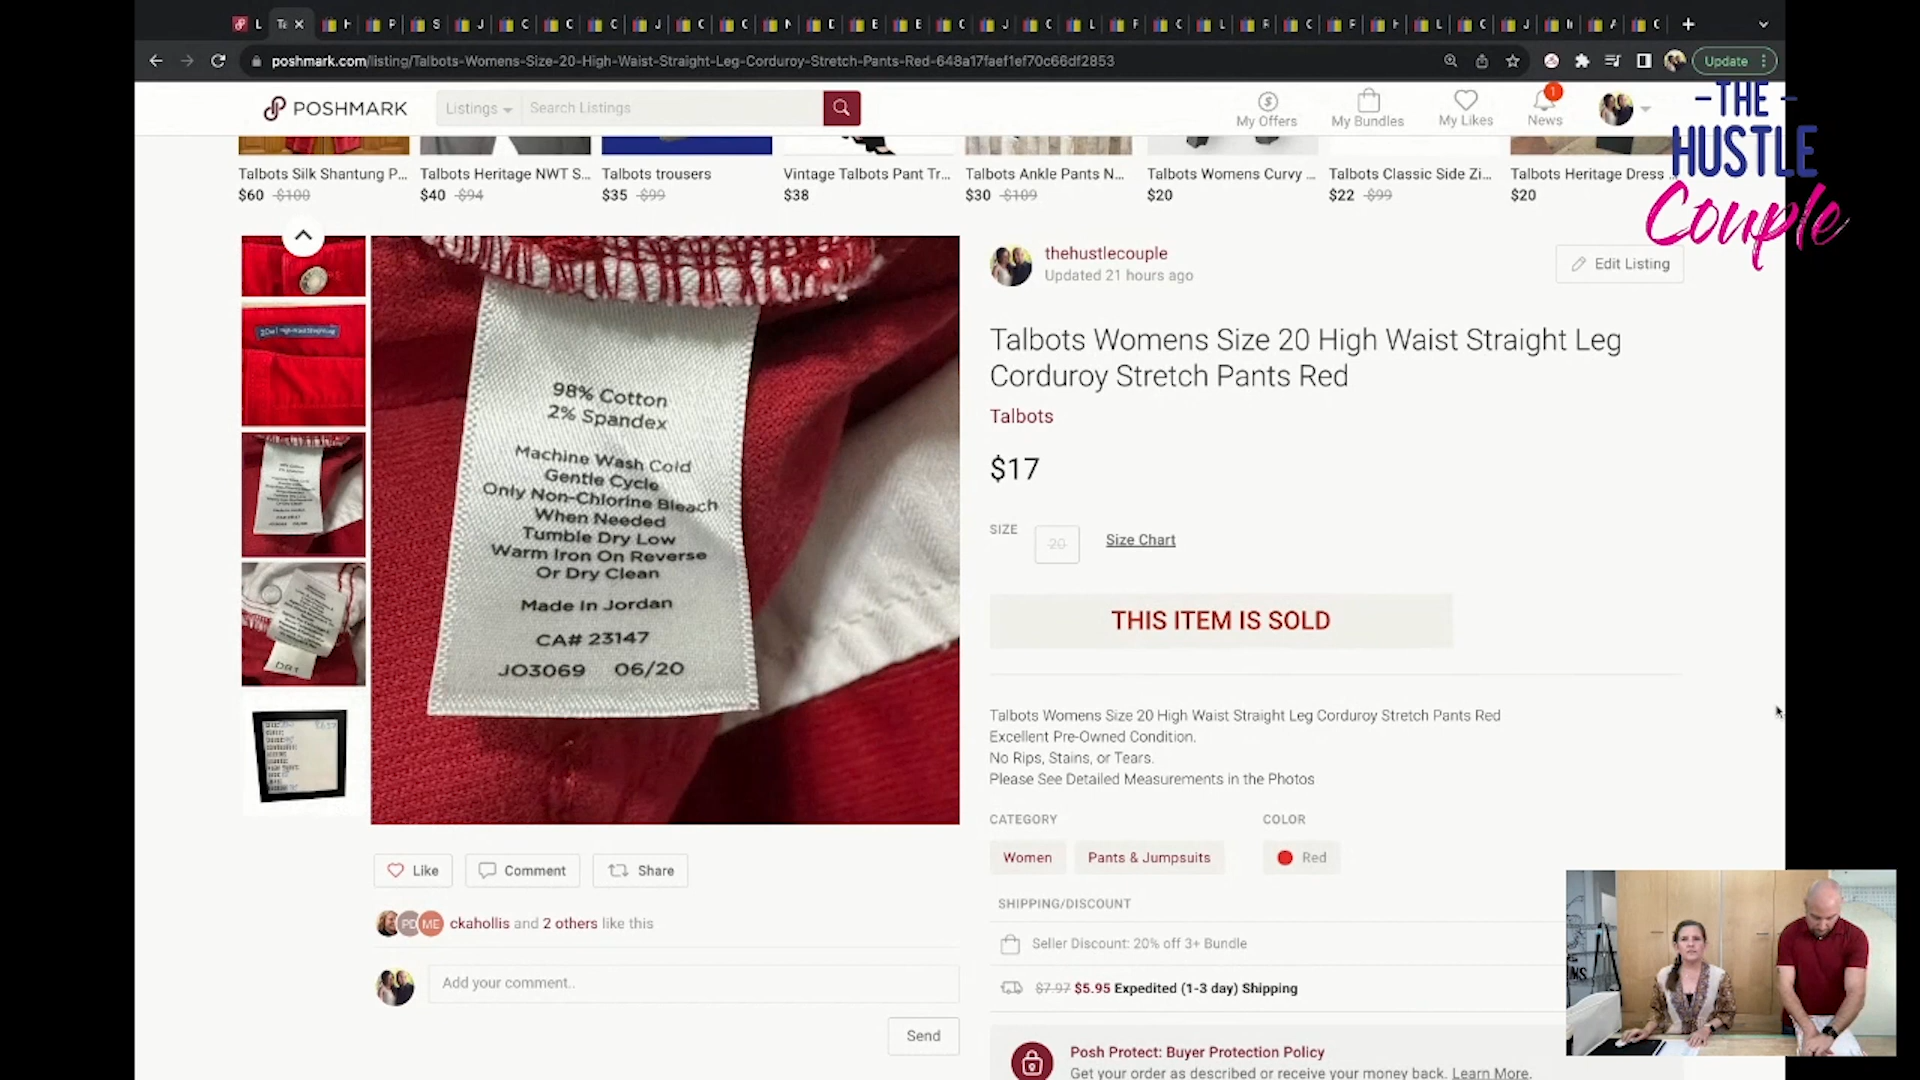 L
Ta
poshmark.com/listing/Talbots-Womens-Size-20-High-Waist-Straight-Leg-Corduroy-Stretch-Pants-Red-648a17faef1ef70c66df2853
Update
POSHMARK
Listings
Search Listings
My Offers
My Bundles
My Likes
1
News
-THE-
HUSTLE
Couple
Talbots Silk Shantung P...
$60 $100
Talbots Heritage NWT S...
$40 $94
Talbots trousers
$35 $99
Vintage Talbots Pant Tr...
$38
Talbots Ankle Pants N...
$30 $109
Talbots Womens Curvy ...
$20
Talbots Classic Side Zi...
$22 $99
Talbots Heritage Dress ...
$20
98% Cotton
2% Spandex
Machine Wash Cold
Gentle Cycle
Only Non-Chlorine Bleach
When Needed
Tumble Dry Low
Warm Iron On Reverse
Or Dry Clean
Made In Jordan
CA# 23147
JO3069 06/20
DR1
thehustlecouple
Updated 21 hours ago
Edit Listing
Talbots Womens Size 20 High Waist Straight Leg
Corduroy Stretch Pants Red
Talbots
$17
SIZE
20
Size Chart
THIS ITEM IS SOLD
Talbots Womens Size 20 High Waist Straight Leg Corduroy Stretch Pants Red
Excellent Pre-Owned Condition.
No Rips, Stains, or Tears.
Please See Detailed Measurements in the Photos
CATEGORY
COLOR
Women
Pants & Jumpsuits
Red
SHIPPING/DISCOUNT
Seller Discount: 20% off 3+ Bundle
$7.97 $5.95 Expedited (1-3 day) Shipping
Posh Protect: Buyer Protection Policy
Get your order as described or receive your money back. Learn More.
Like
Comment
Share
PD
ME
ckahollis and 2 others like this
Add your comment..
Send